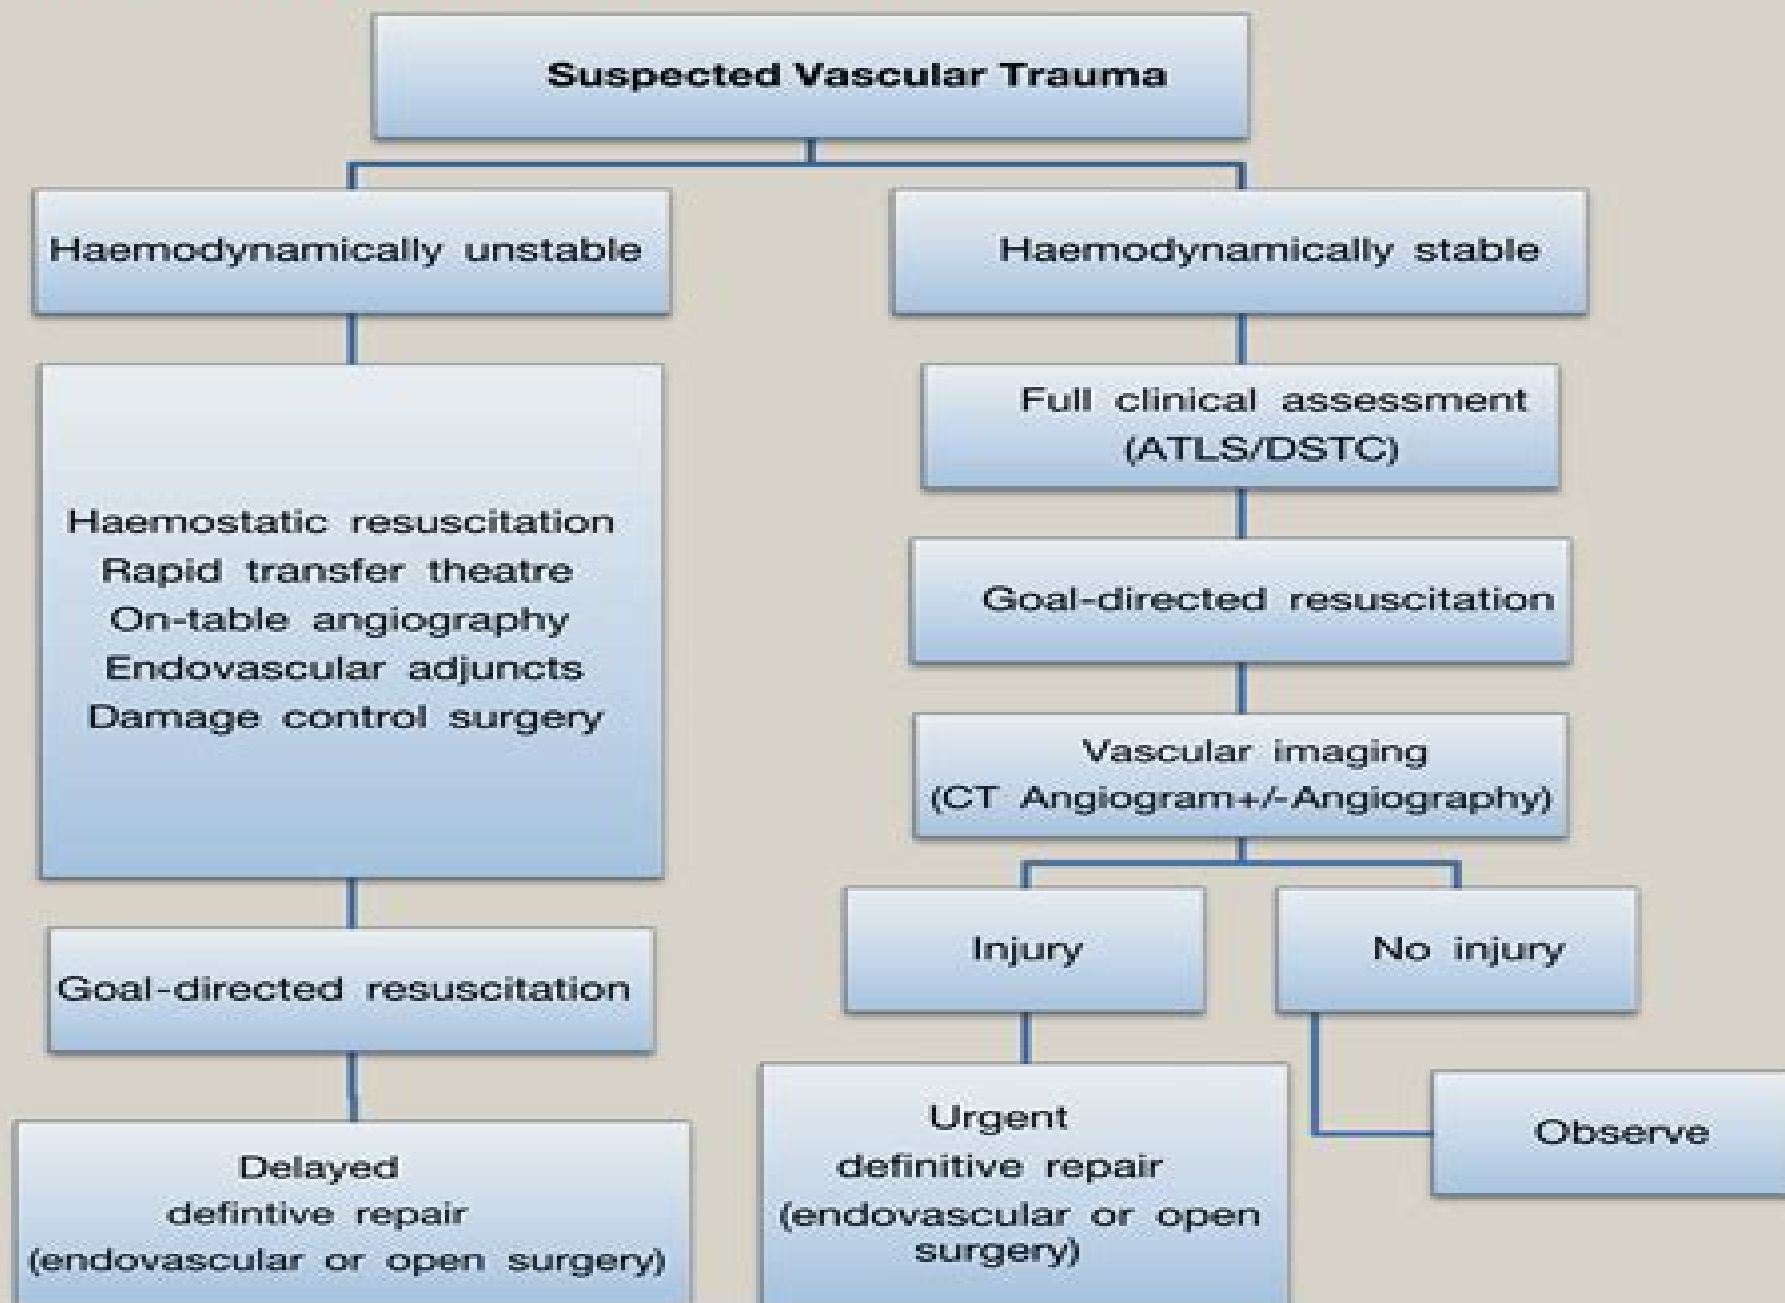 Suspected Vascular Trauma
Haemodynamically unstable
Haemostatic resuscitation
Rapid transfer theatre
On-table angiography
Endovascular adjuncts
Damage control surgery
Goal-directed resuscitation
Delayed
defintive repair
(endovascular or open surgery)
Haemodynamically stable
Full clinical assessment
(ATLS/DSTC)
Goal-directed resuscitation
Vascular imaging
(CT Angiogram+/-Angiography)
Injury
Urgent
definitive repair
(endovascular or open
surgery)
No injury
Observe